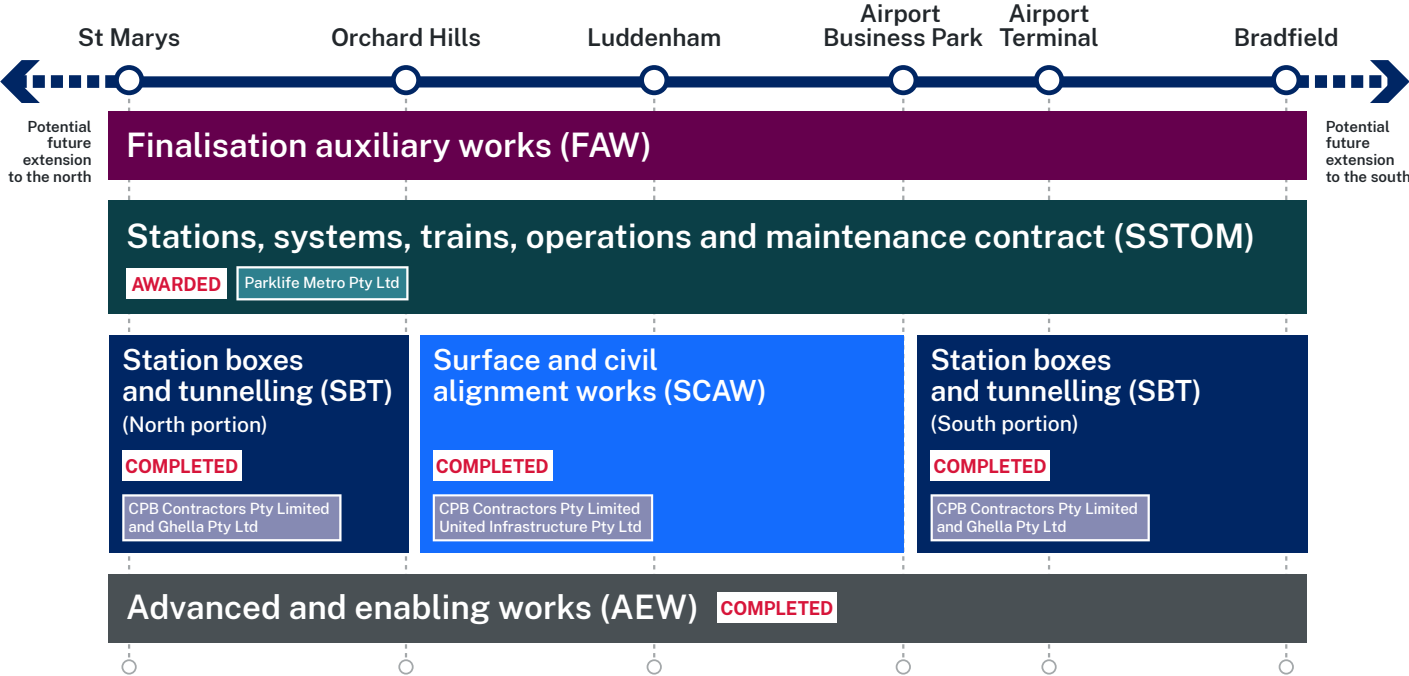 St Marys
Orchard Hills
Luddenham
Airport
Business Park
Airport
Terminal
Bradfield
Potential
future
extension
to the north
Potential
future
extension
to the south
Finalisation auxiliary works (FAW)
Stations, systems, trains, operations and maintenance contract (SSTOM)
AWARDED
Parklife Metro Pty Ltd
Station boxes
and tunnelling (SBT)
(North portion)
COMPLETED
CPB Contractors Pty Limited
and Ghella Pty Ltd
Surface and civil
alignment works (SCAW)
COMPLETED
CPB Contractors Pty Limited
United Infrastructure Pty Ltd
Station boxes
and tunnelling (SBT)
(South portion)
COMPLETED
CPB Contractors Pty Limited
and Ghella Pty Ltd
Advanced and enabling works (AEW)
COMPLETED